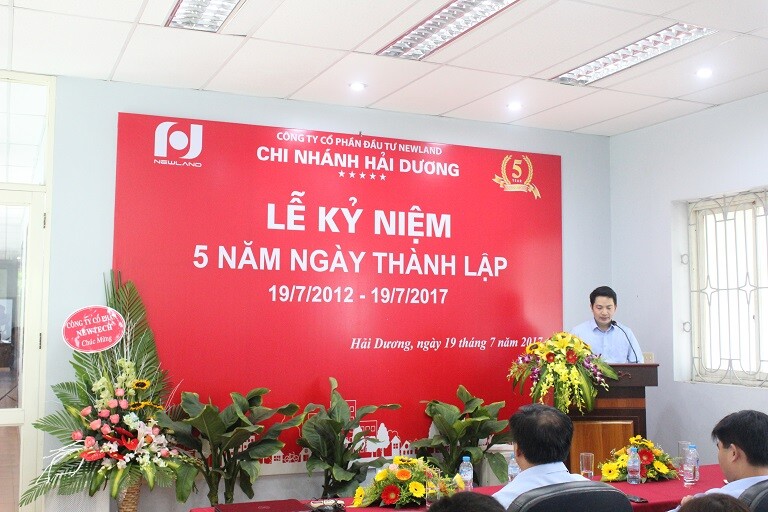 NEWLAND
CÔNG TY CỔ PHẦN ĐẦU TƯ NEWLAND
CHI NHÁNH HẢI DƯƠNG
5
YEAR
LỄ KỶ NIỆM
5 NĂM NGÀY THÀNH LẬP
19/7/2012 - 19/7/2017
Hải Dương, ngày 19 tháng 7 năm 2017
CÔNG TY CỔ PHẦN
NEWTECH
Chúc Mừng